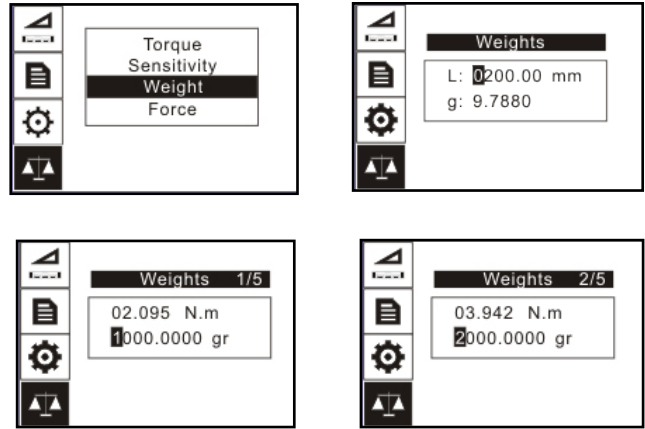 Torque
Sensitivity
Weight
Force
Weights
L: 0200.00 mm
g: 9.7880
Weights 1/5
02.095 N.m
1000.0000 gr
Weights 2/5
03.942 N.m
2000.0000 gr